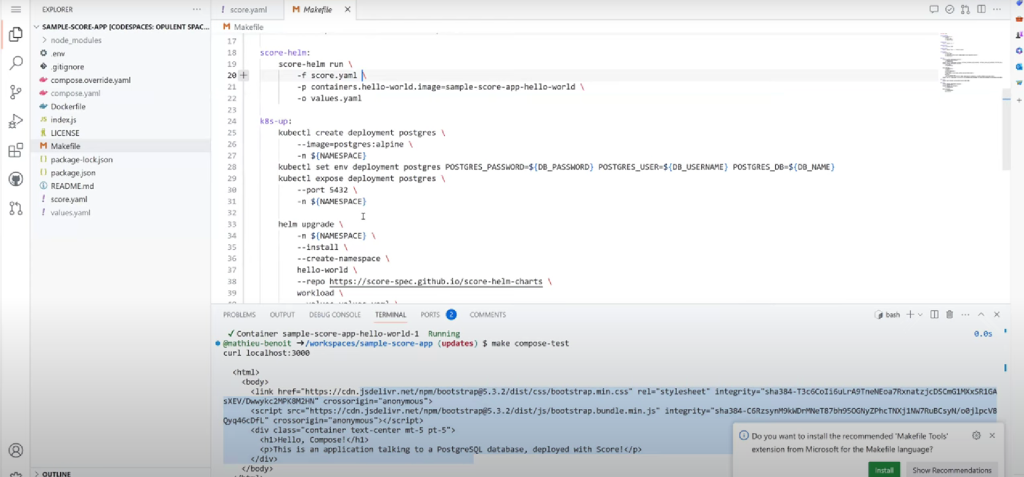 EXPLORER
SAMPLE-SCORE-APP [CODESPACES: OPULENT SPAC...
node_modules
.env
.gitignore
compose.override.yaml
compose.yaml
Dockerfile
index.js
LICENSE
Makefile
package-lock.json
package.json
README.md
score.yaml
values.yaml
OUTLINE
score.yaml
Makefile
Makefile
17
18 score-helm:
19 score-helm run \
20 -f score.yaml \
21 -p containers.hello-world.image=sample-score-app-hello-world \
22 -o values.yaml
23
24 k8s-up:
25 kubectl create deployment postgres \
26 --image=postgres:alpine \
27 -n ${NAMESPACE}
28 kubectl set env deployment postgres POSTGRES_PASSWORD=${DB_PASSWORD} POSTGRES_USER=${DB_USERNAME} POSTGRES_DB=${DB_NAME}
29 kubectl expose deployment postgres \
30 --port 5432 \
31 -n ${NAMESPACE}
32
33 helm upgrade \
34 -n ${NAMESPACE} \
35 --install \
36 --create-namespace \
37 hello-world \
38 --repo https://score-spec.github.io/score-helm-charts \
39 workload \
PROBLEMS OUTPUT DEBUG CONSOLE TERMINAL PORTS 2 COMMENTS
bash
✓ Container sample-score-app-hello-world-1 Running 0.0s
@mathieu-benoit ➜/workspaces/sample-score-app (updates) $ make compose-test
curl localhost:3000
<html>
<body>
<link href="https://cdn.jsdelivr.net/npm/bootstrap@5.3.2/dist/css/bootstrap.min.css" rel="stylesheet" integrity="
crossorigin="anonymous">
<script src="https://cdn.jsdelivr.net/npm/bootstrap@5.3.2/dist/js/bootstrap.bundle.min.js" integrity="
crossorigin="anonymous"></script>
<div class="container text-center mt-5 pt-5">
<h1>Hello, Compose!</h1>
<p>This is an application talking to a PostgreSQL database, deployed with Score!</p>
</div>
</body>
Do you want to install the recommended 'Makefile Tools'
extension from Microsoft for the Makefile language?
Install Show Recommendations